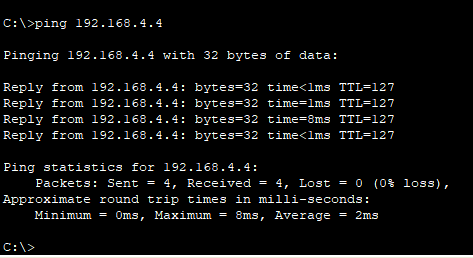 C:\>ping 192.168.4.4
Pinging 192.168.4.4 with 32 bytes of data:
Reply from 192.168.4.4: bytes=32 time<1ms TTL=127
Reply from 192.168.4.4: bytes=32 time=1ms TTL=127
Reply from 192.168.4.4: bytes=32 time=8ms TTL=127
Reply from 192.168.4.4: bytes=32 time<1ms TTL=127
Ping statistics for 192.168.4.4:
    Packets: Sent = 4, Received = 4, Lost = 0 (0% loss),
Approximate round trip times in milli-seconds:
    Minimum = 0ms, Maximum = 8ms, Average = 2ms
C:\>